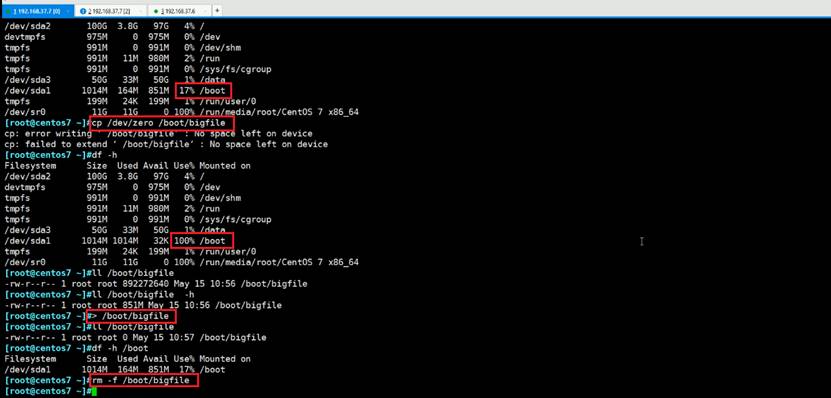 1 192.168.37.7 [0] 2 192.168.37.7 [2] 3 192.168.37.6 +
/dev/sda2 100G 3.8G 97G 4% /
devtmpfs 975M 0 975M 0% /dev
tmpfs 991M 0 991M 0% /dev/shm
tmpfs 991M 11M 980M 2% /run
tmpfs 991M 0 991M 0% /sys/fs/cgroup
/dev/sda3 50G 33M 50G 1% /data
/dev/sda1 1014M 164M 851M 17% /boot
tmpfs 199M 24K 199M 1% /run/user/0
/dev/sr0 11G 11G 0 100% /run/media/root/CentOS 7 x86_64
[root@centos7 ~]#cp /dev/zero /boot/bigfile
cp: error writing ‘ /boot/bigfile’ : No space left on device
cp: failed to extend ‘ /boot/bigfile’ : No space left on device
[root@centos7 ~]#df -h
Filesystem Size Used Avail Use% Mounted on
/dev/sda2 100G 3.8G 97G 4% /
devtmpfs 975M 0 975M 0% /dev
tmpfs 991M 0 991M 0% /dev/shm
tmpfs 991M 11M 980M 2% /run
tmpfs 991M 0 991M 0% /sys/fs/cgroup
/dev/sda3 50G 33M 50G 1% /data
/dev/sda1 1014M 1014M 32K 100% /boot
tmpfs 199M 24K 199M 1% /run/user/0
/dev/sr0 11G 11G 0 100% /run/media/root/CentOS 7 x86_64
[root@centos7 ~]#ll /boot/bigfile
-rw-r--r-- 1 root root 892272640 May 15 10:56 /boot/bigfile
[root@centos7 ~]#ll /boot/bigfile -h
-rw-r--r-- 1 root root 851M May 15 10:56 /boot/bigfile
[root@centos7 ~]#> /boot/bigfile
[root@centos7 ~]#ll /boot/bigfile
-rw-r--r-- 1 root root 0 May 15 10:57 /boot/bigfile
[root@centos7 ~]#df -h /boot
Filesystem Size Used Avail Use% Mounted on
/dev/sda1 1014M 164M 851M 17% /boot
[root@centos7 ~]#rm -f /boot/bigfile
[root@centos7 ~]#